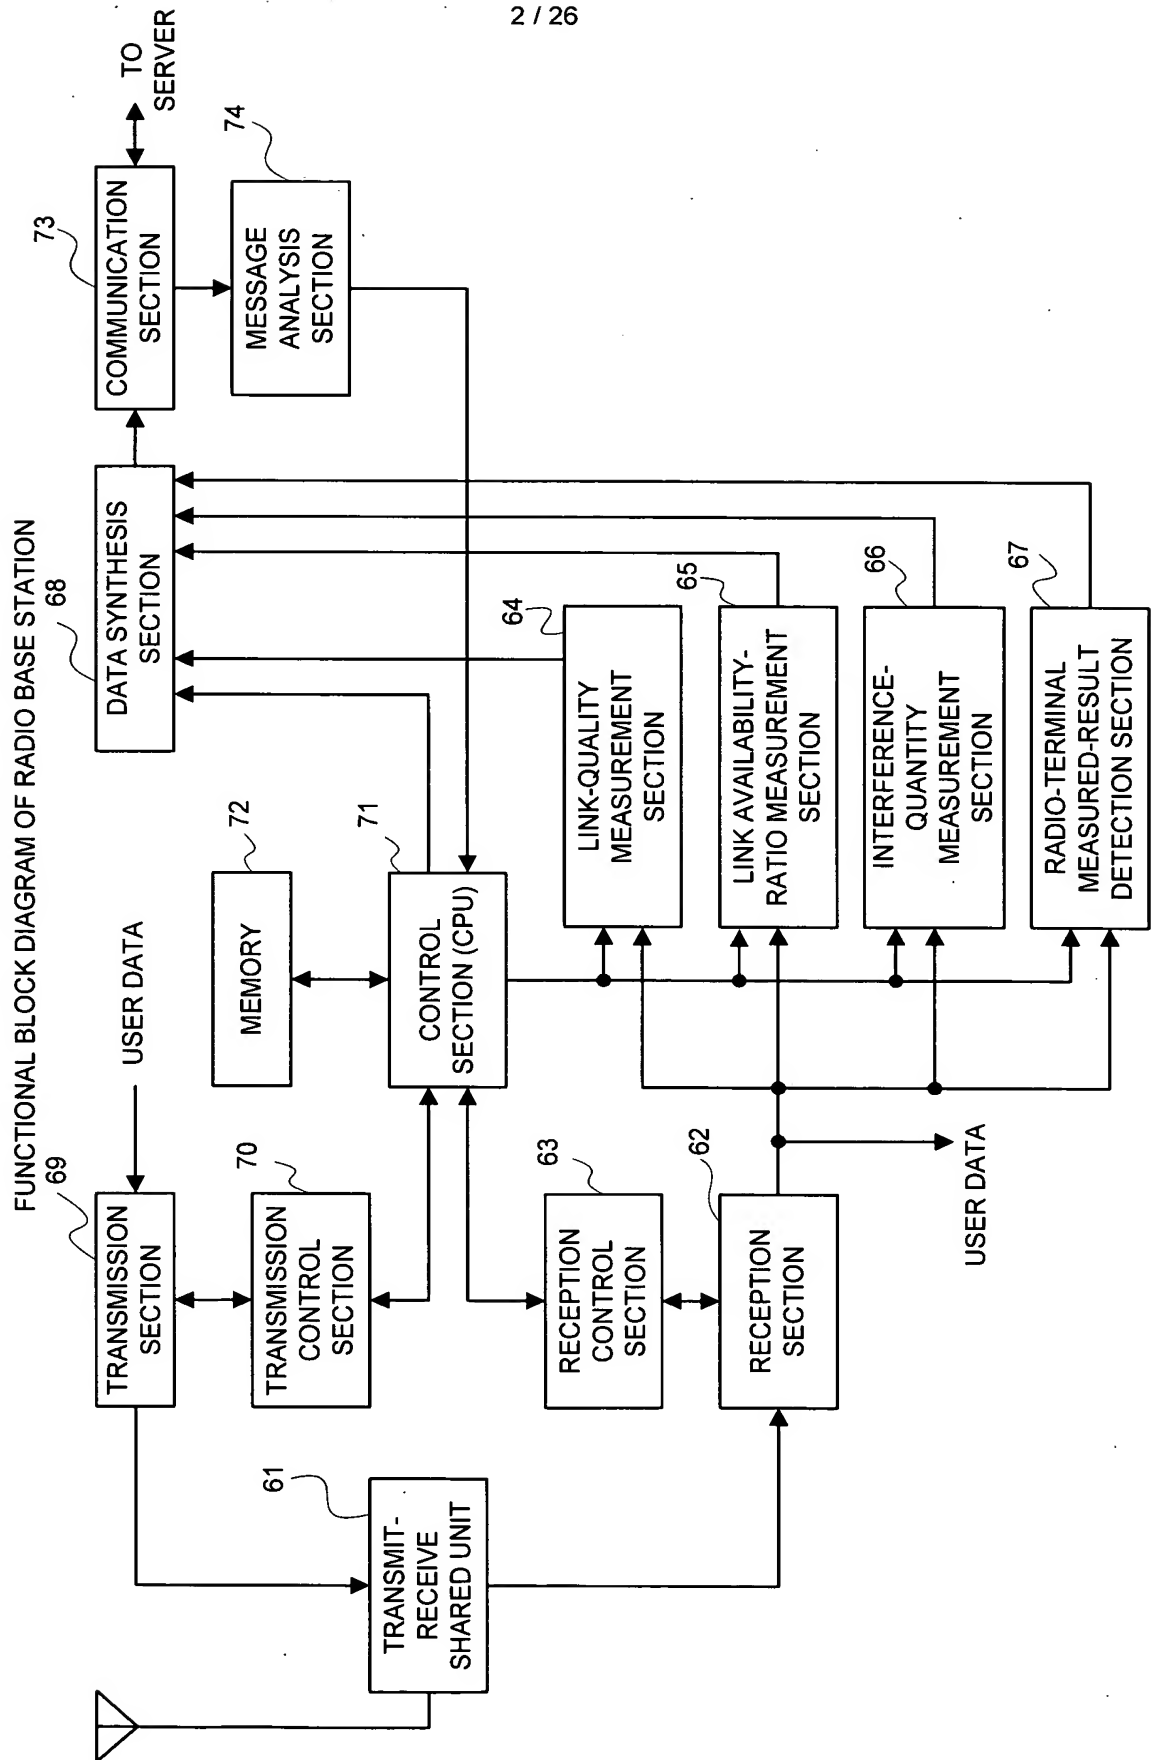 2 / 26
FUNCTIONAL BLOCK DIAGRAM OF RADIO BASE STATION
69
TRANSMISSION
SECTION
USER DATA
68
DATA SYNTHESIS
SECTION
73
COMMUNICATION
SECTION
TO
SERVER
70
TRANSMISSION
CONTROL
SECTION
72
MEMORY
74
MESSAGE
ANALYSIS
SECTION
61
TRANSMIT-
RECEIVE
SHARED UNIT
71
CONTROL
SECTION (CPU)
63
RECEPTION
CONTROL
SECTION
64
LINK-QUALITY
MEASUREMENT
SECTION
62
RECEPTION
SECTION
65
LINK AVAILABILITY-
RATIO MEASUREMENT
SECTION
66
INTERFERENCE-
QUANTITY
MEASUREMENT
SECTION
USER DATA
67
RADIO-TERMINAL
MEASURED-RESULT
DETECTION SECTION